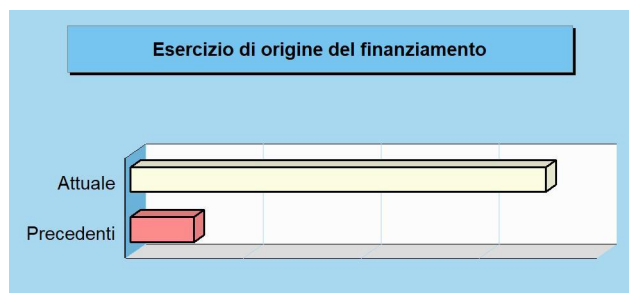 Esercizio di origine del finanziamento
Attuale
Precedenti